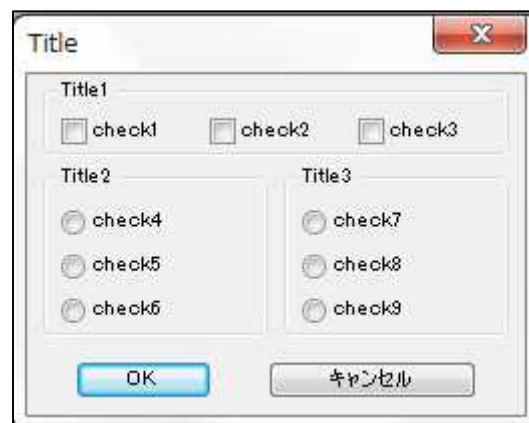 Title
Title1
check1 check2 check3
Title2
check4
check5
check6
Title3
check7
check8
check9
OK キャンセル